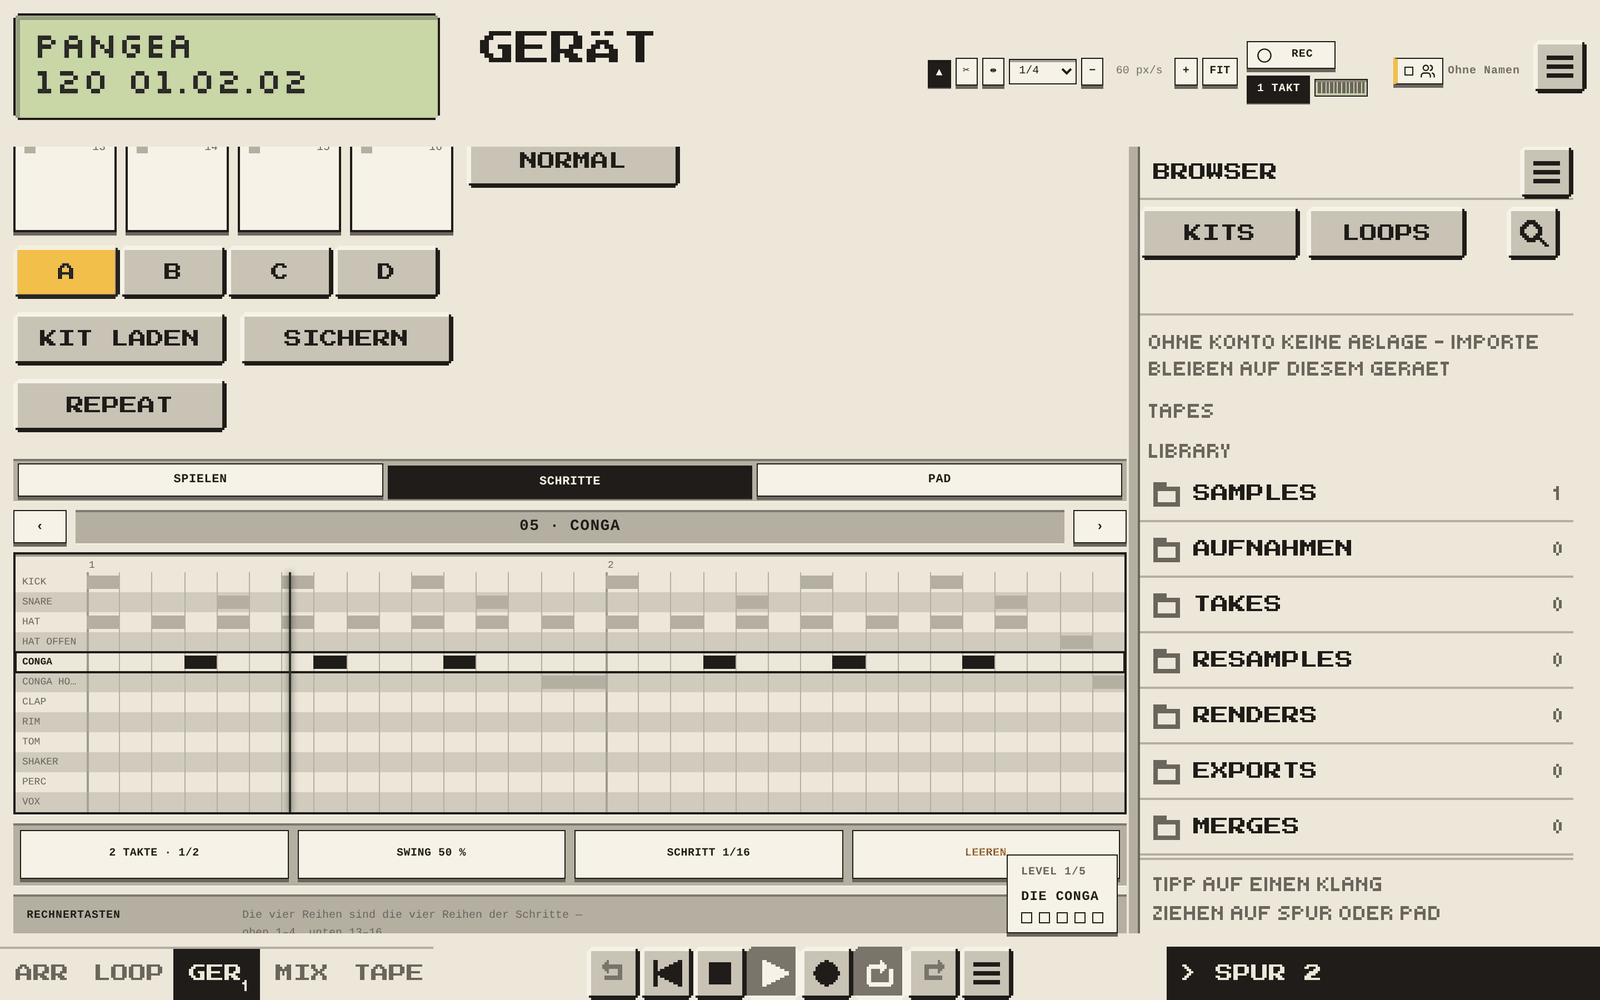 PANGEA
120 01.02.02
GERäT
▲
1/4
−
60 px/s
+
FIT
REC
1 TAKT
Ohne Namen
13
14
15
16
NORMAL
A
B
C
D
KIT LADEN
SICHERN
REPEAT
SPIELEN
SCHRITTE
PAD
‹
05 · CONGA
›
1
2
KICK
SNARE
HAT
HAT OFFEN
CONGA
CONGA HO…
CLAP
RIM
TOM
SHAKER
PERC
VOX
2 TAKTE · 1/2
SWING 50 %
SCHRITT 1/16
LEEREN
LEVEL 1/5
DIE CONGA
RECHNERTASTEN
Die vier Reihen sind die vier Reihen der Schritte —
oben 1–4, unten 13–16
BROWSER
KITS
LOOPS
OHNE KONTO KEINE ABLAGE - IMPORTE
BLEIBEN AUF DIESEM GERAET
TAPES
LIBRARY
SAMPLES 1
AUFNAHMEN 0
TAKES 0
RESAMPLES 0
RENDERS 0
EXPORTS 0
MERGES 0
TIPP AUF EINEN KLANG
ZIEHEN AUF SPUR ODER PAD
ARR
LOOP
GER 1
MIX
TAPE
> SPUR 2